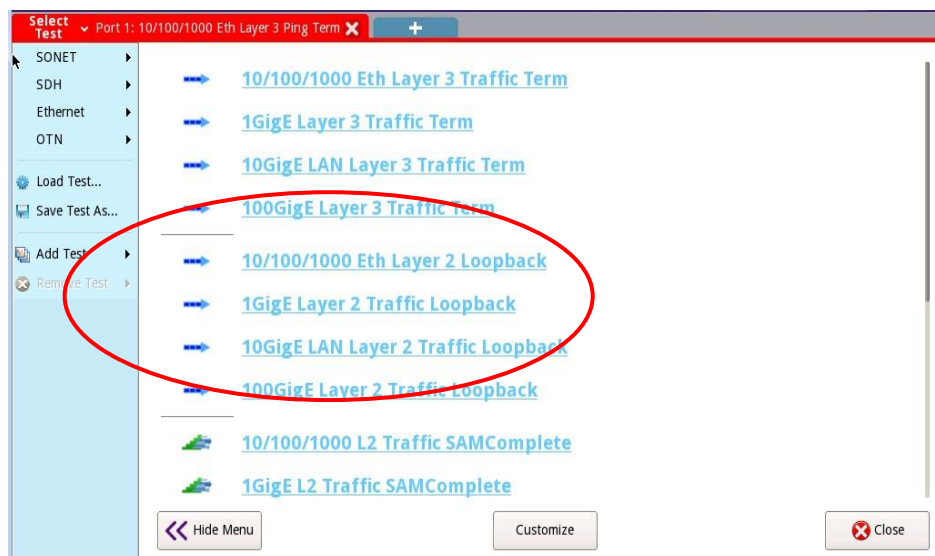 Select Test
Port 1: 10/100/1000 Eth Layer 3 Ping Term
SONET
SDH
Ethernet
OTN
Load Test...
Save Test As...
Add Test
Remove Test
10/100/1000 Eth Layer 3 Traffic Term
1GigE Layer 3 Traffic Term
10GigE LAN Layer 3 Traffic Term
100GigE Layer 3 Traffic Term
10/100/1000 Eth Layer 2 Loopback
1GigE Layer 2 Traffic Loopback
10GigE LAN Layer 2 Traffic Loopback
100GigE Layer 2 Traffic Loopback
10/100/1000 L2 Traffic SAMComplete
1GigE L2 Traffic SAMComplete
Hide Menu
Customize
Close